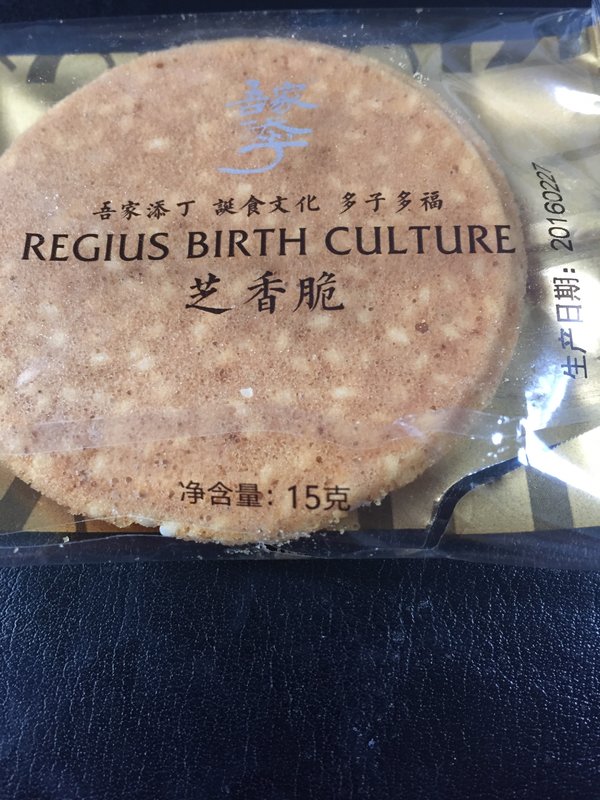 吾家添丁 誕食文化 多子多福
REGIUS BIRTH CULTURE
芝香脆
净含量: 15克
生产日期: 20160227